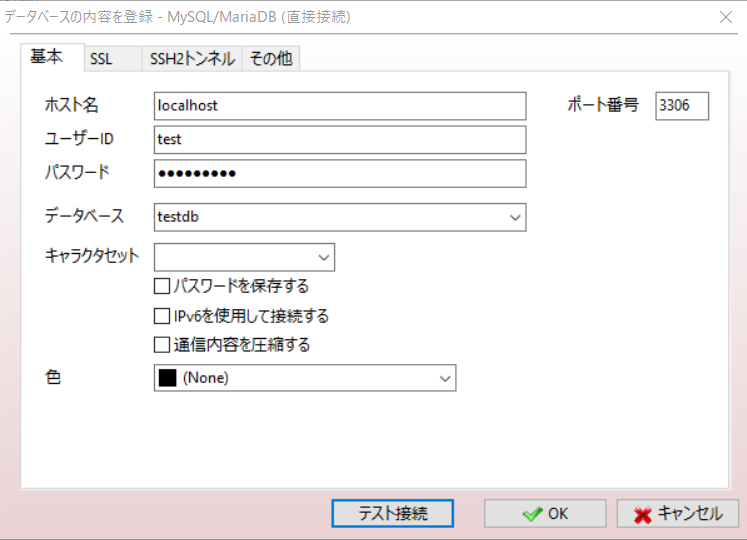 データベースの内容を登録 - MySQL/MariaDB (直接接続)
基本 SSL SSH2トンネル その他
ホスト名 localhost ポート番号 3306
ユーザーID test
パスワード ●●●●●●●●●
データベース testdb
キャラクタセット
パスワードを保存する
IPv6を使用して接続する
通信内容を圧縮する
色 (None)
テスト接続 OK キャンセル